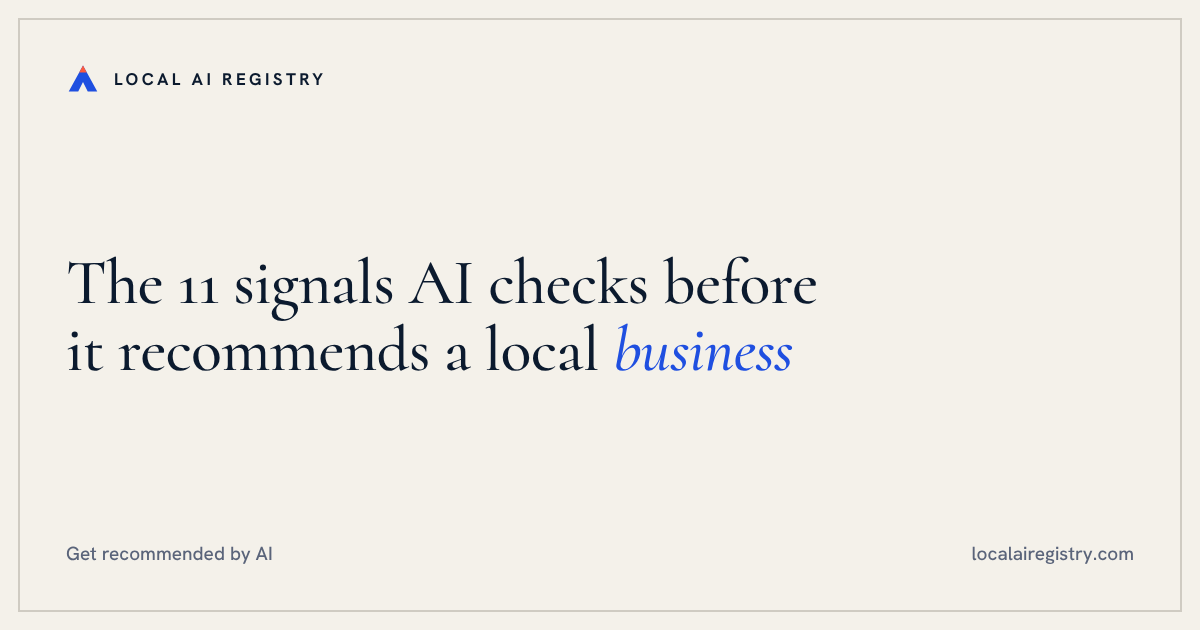 LOCAL AI REGISTRY
The 11 signals AI checks before
it recommends a local business
Get recommended by AI
localairegistry.com